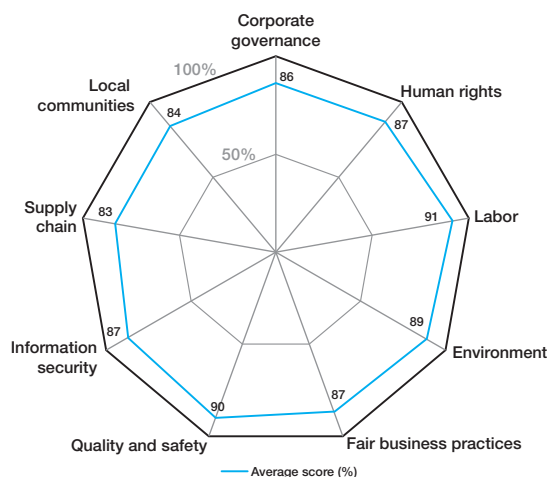 Corporate
governance
100%
86
Human rights
87
Local
communities
84
50%
Supply
chain
83
91
Labor
87
Information
security
89
Environment
90
87
Quality and safety
Fair business practices
Average score (%)